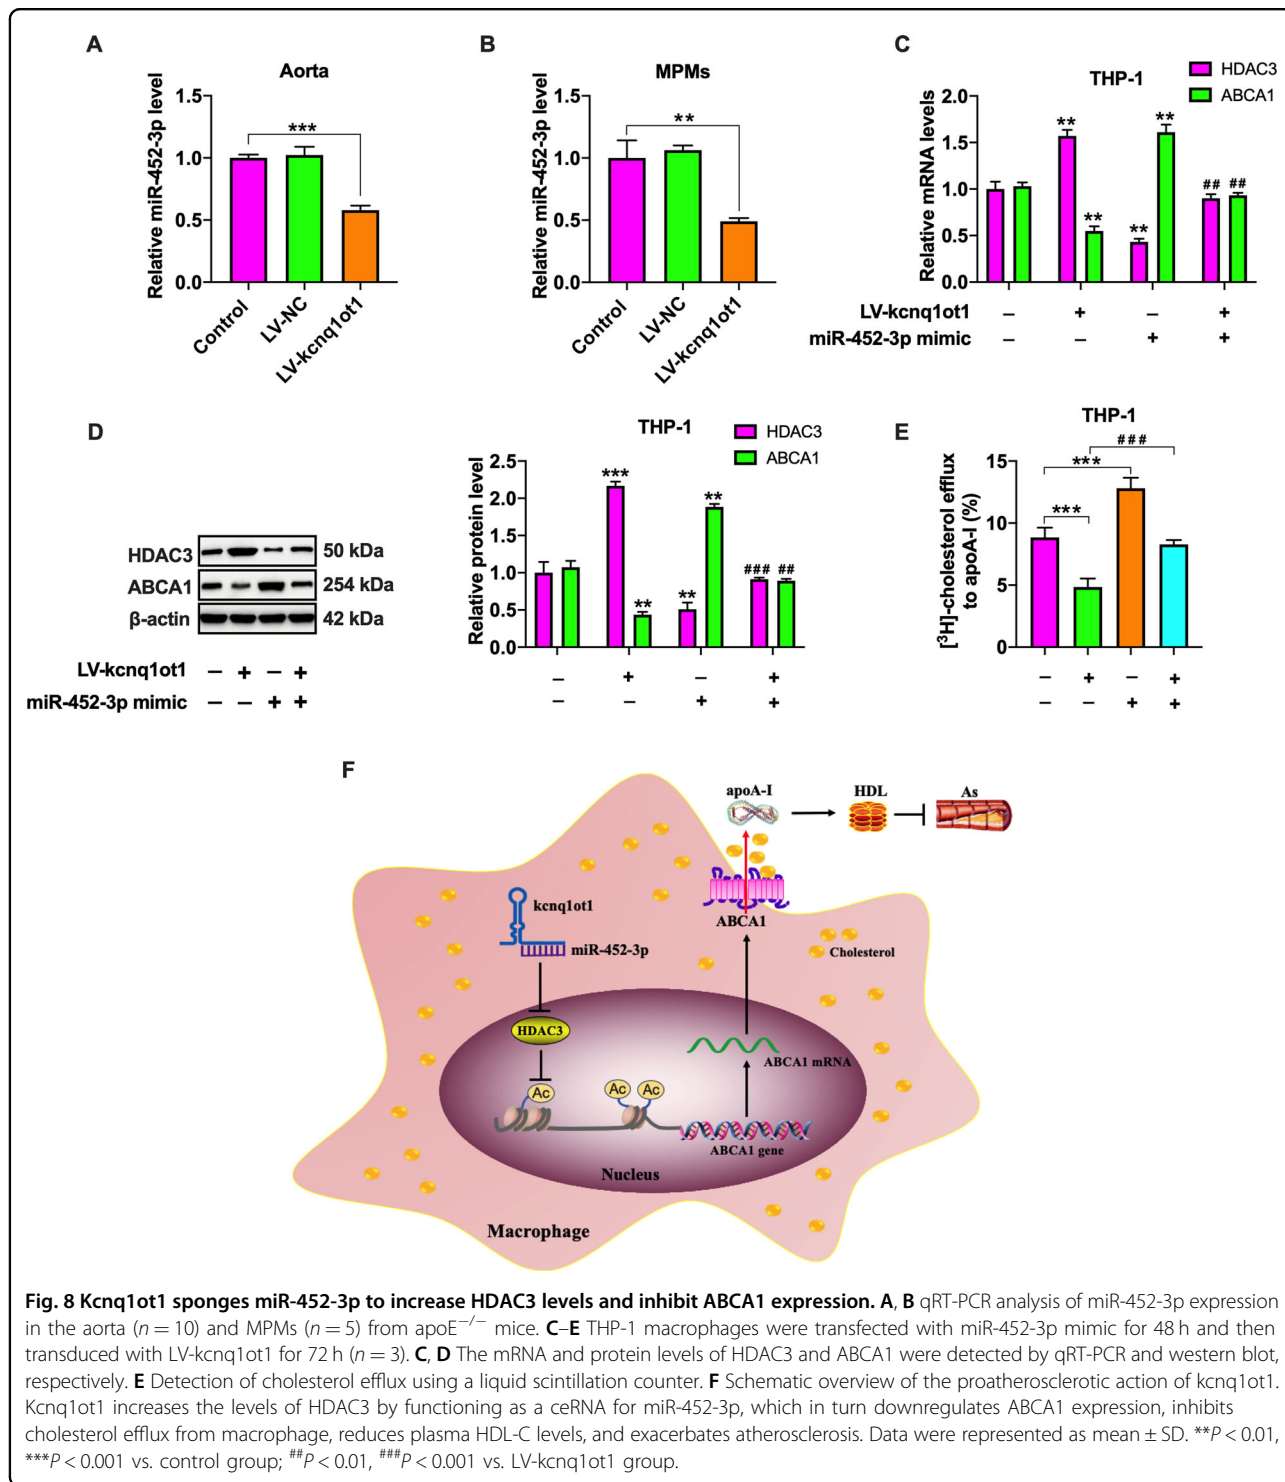 A
Aorta
Relative miR-452-3p level
1.5
1.0
0.5
0.0
***
Control
LV-NC
LV-kcnq1ot1
B
MPMs
Relative miR-452-3p level
1.5
1.0
0.5
0.0
**
Control
LV-NC
LV-kcnq1ot1
C
THP-1
HDAC3
ABCA1
Relative mRNA levels
2.0
1.5
1.0
0.5
0.0
** ** ** ** ## ##
LV-kcnq1ot1 − + − +
miR-452-3p mimic − − + +
D
HDAC3 50 kDa
ABCA1 254 kDa
β-actin 42 kDa
LV-kcnq1ot1 − + − +
miR-452-3p mimic − − + +
THP-1
HDAC3
ABCA1
Relative protein level
2.5
2.0
1.5
1.0
0.5
0.0
*** ** ** ** ### ##
− + − +
− − + +
E
THP-1
[³H]-cholesterol efflux
to apoA-I (%)
15
10
5
0
###
***
***
− + − +
− − + +
F
apoA-I
HDL
As
kcnq1ot1
miR-452-3p
ABCA1
Cholesterol
HDAC3
Ac
Ac Ac
ABCA1 mRNA
ABCA1 gene
Nucleus
Macrophage
Fig. 8 Kcnq1ot1 sponges miR-452-3p to increase HDAC3 levels and inhibit ABCA1 expression. A, B qRT-PCR analysis of miR-452-3p expression
in the aorta (n = 10) and MPMs (n = 5) from apoE⁻/⁻ mice. C–E THP-1 macrophages were transfected with miR-452-3p mimic for 48 h and then
transduced with LV-kcnq1ot1 for 72 h (n = 3). C, D The mRNA and protein levels of HDAC3 and ABCA1 were detected by qRT-PCR and western blot,
respectively. E Detection of cholesterol efflux using a liquid scintillation counter. F Schematic overview of the proatherosclerotic action of kcnq1ot1.
Kcnq1ot1 increases the levels of HDAC3 by functioning as a ceRNA for miR-452-3p, which in turn downregulates ABCA1 expression, inhibits
cholesterol efflux from macrophage, reduces plasma HDL-C levels, and exacerbates atherosclerosis. Data were represented as mean ± SD. **P < 0.01,
***P < 0.001 vs. control group; ##P < 0.01, ###P < 0.001 vs. LV-kcnq1ot1 group.